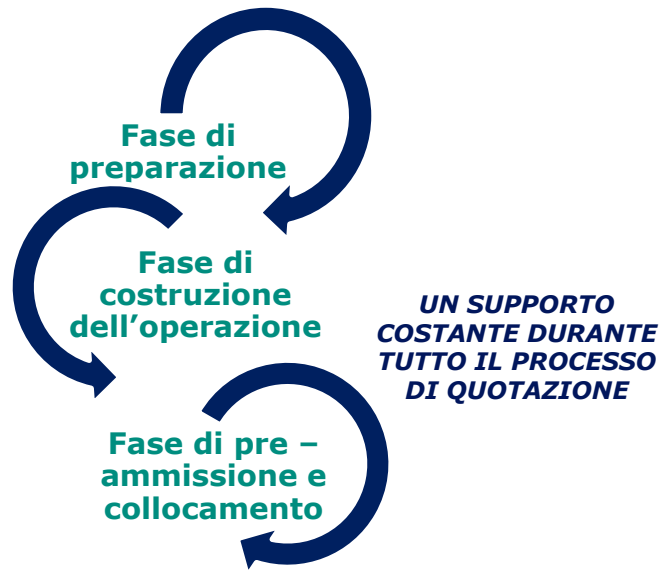 Fase di
preparazione
Fase di
costruzione
dell’operazione
UN SUPPORTO
COSTANTE DURANTE
TUTTO IL PROCESSO
DI QUOTAZIONE
Fase di pre –
ammissione e
collocamento